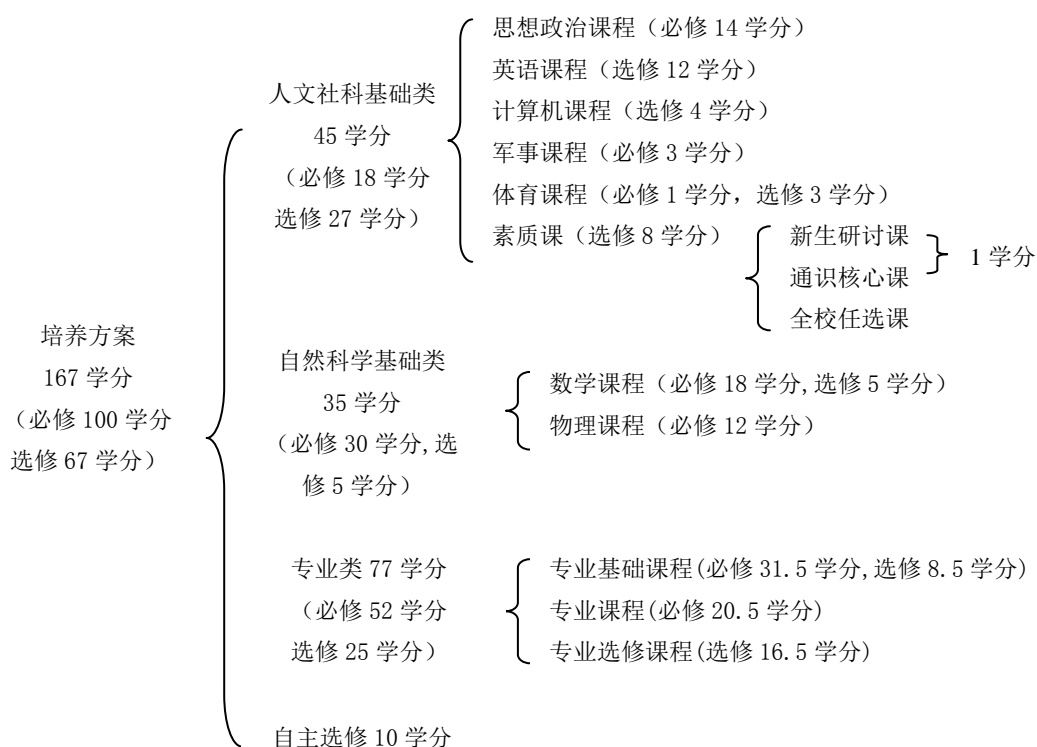 培养方案
167 学分
（必修 100 学分
选修 67 学分）
人文社科基础类
45 学分
（必修 18 学分
选修 27 学分）
思想政治课程（必修 14 学分）
英语课程（选修 12 学分）
计算机课程（选修 4 学分）
军事课程（必修 3 学分）
体育课程（必修 1 学分，选修 3 学分）
素质课（选修 8 学分）
新生研讨课
通识核心课
1 学分
全校任选课
自然科学基础类
35 学分
（必修 30 学分,选
修 5 学分）
数学课程（必修 18 学分,选修 5 学分）
物理课程（必修 12 学分）
专业类 77 学分
（必修 52 学分
选修 25 学分）
专业基础课程(必修 31.5 学分,选修 8.5 学分)
专业课程(必修 20.5 学分)
专业选修课程(选修 16.5 学分)
自主选修 10 学分